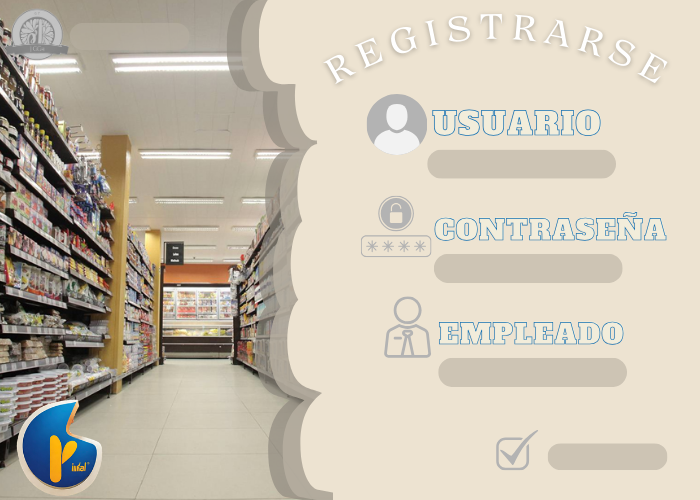 REGISTRARSE
USUARIO
CONTRASEÑA
****
EMPLEADO